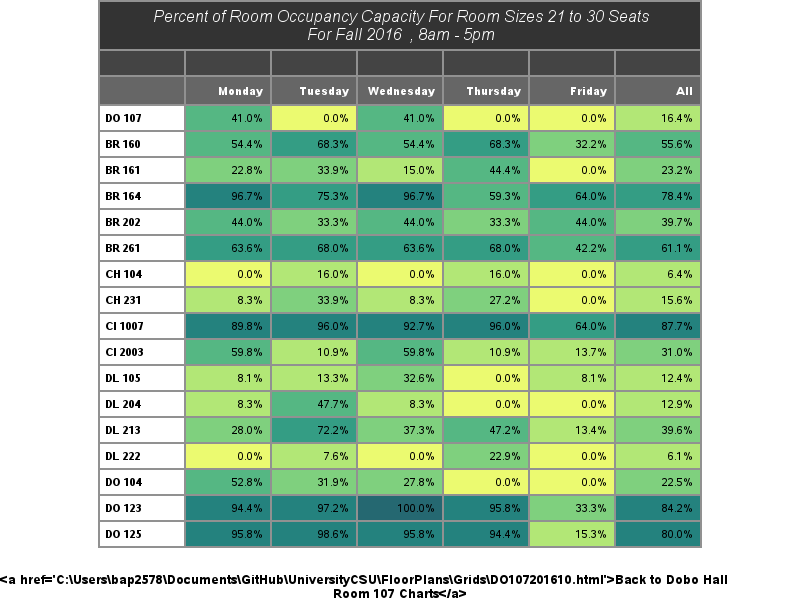 Percent of Room Occupancy Capacity For Room Sizes 21 to 30 Seats
For Fall 2016 , 8am - 5pm
Monday Tuesday Wednesday Thursday Friday All
DO 107 41.0% 0.0% 41.0% 0.0% 0.0% 16.4%
BR 160 54.4% 68.3% 54.4% 68.3% 32.2% 55.6%
BR 161 22.8% 33.9% 15.0% 44.4% 0.0% 23.2%
BR 164 96.7% 75.3% 96.7% 59.3% 64.0% 78.4%
BR 202 44.0% 33.3% 44.0% 33.3% 44.0% 39.7%
BR 261 63.6% 68.0% 63.6% 68.0% 42.2% 61.1%
CH 104 0.0% 16.0% 0.0% 16.0% 0.0% 6.4%
CH 231 8.3% 33.9% 8.3% 27.2% 0.0% 15.6%
CI 1007 89.8% 96.0% 92.7% 96.0% 64.0% 87.7%
CI 2003 59.8% 10.9% 59.8% 10.9% 13.7% 31.0%
DL 105 8.1% 13.3% 32.6% 0.0% 8.1% 12.4%
DL 204 8.3% 47.7% 8.3% 0.0% 0.0% 12.9%
DL 213 28.0% 72.2% 37.3% 47.2% 13.4% 39.6%
DL 222 0.0% 7.6% 0.0% 22.9% 0.0% 6.1%
DO 104 52.8% 31.9% 27.8% 0.0% 0.0% 22.5%
DO 123 94.4% 97.2% 100.0% 95.8% 33.3% 84.2%
DO 125 95.8% 98.6% 95.8% 94.4% 15.3% 80.0%
<a href='C:\Users\bap2578\Documents\GitHub\UniversityCSU\FloorPlans\Grids\DO107201610.html'>Back to Dobo Hall
Room 107 Charts</a>